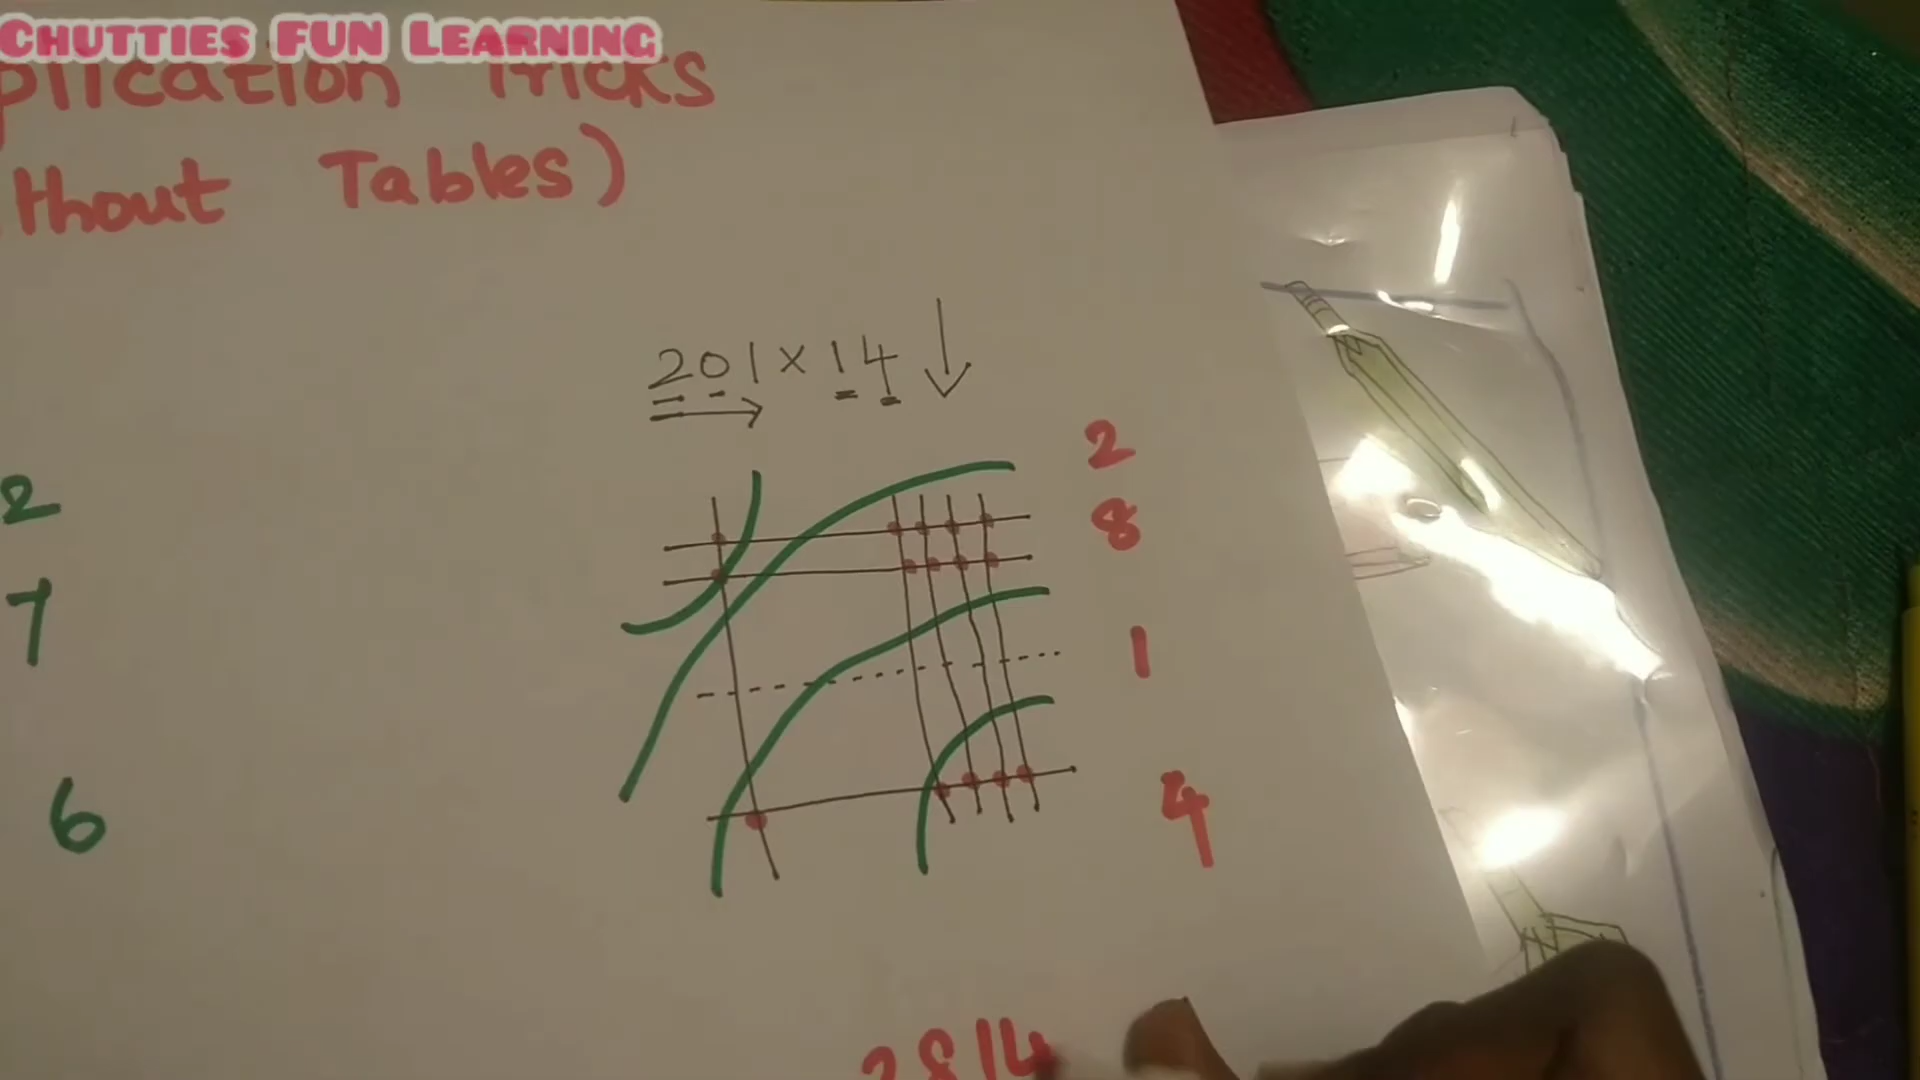 CHUTTIES FUN LEARNING
plication Tricks
thout Tables)
201 x 14
2
8
1
4
2
7
6
2814